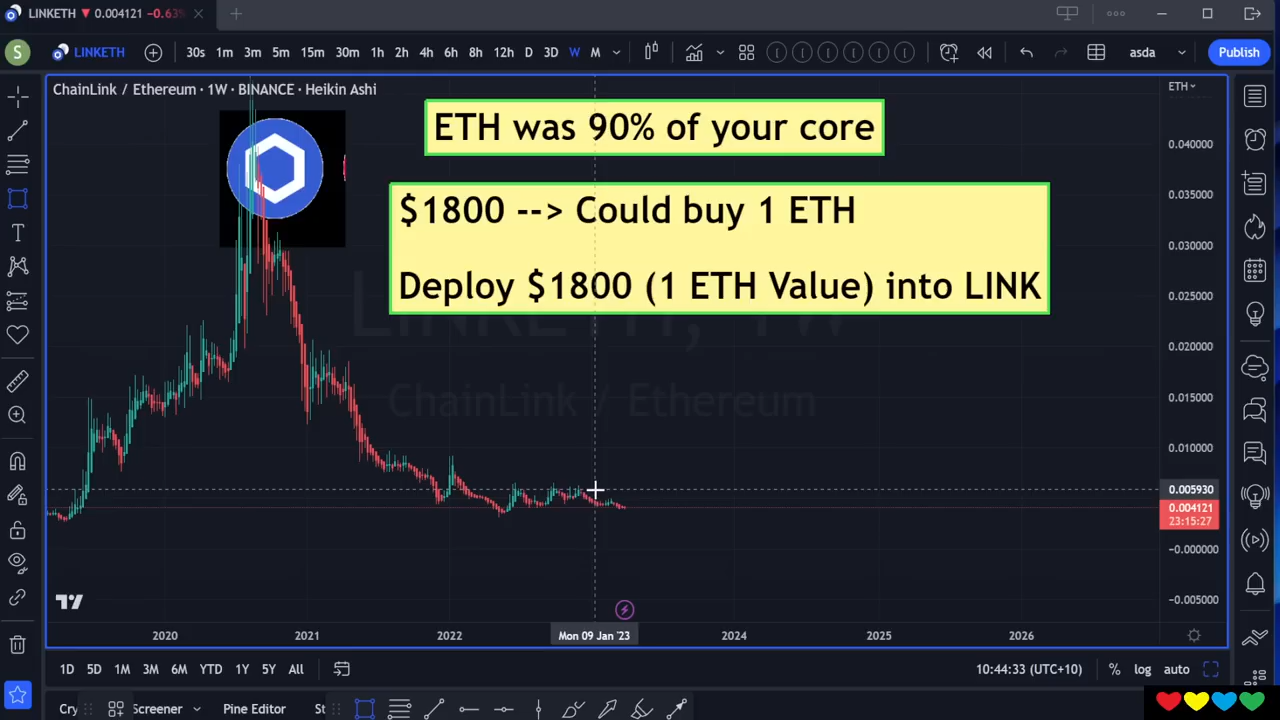 LINKETH ▼ 0.004121 −0.63%
S LINKETH 30s 1m 3m 5m 15m 30m 1h 2h 4h 6h 8h 12h D 3D W M asda Publish
ChainLink / Ethereum · 1W · BINANCE · Heikin Ashi
ETH
ETH was 90% of your core
0.040000
$1800 --> Could buy 1 ETH
0.035000
0.030000
Deploy $1800 (1 ETH Value) into LINK
0.025000
LINKETH, 1W
0.020000
ChainLink / Ethereum
0.015000
0.010000
0.005930
0.004121
23:15:27
−0.000000
−0.005000
2020 2021 2022 Mon 09 Jan '23 2024 2025 2026
1D 5D 1M 3M 6M YTD 1Y 5Y All 10:44:33 (UTC+10) % log auto
Screener Pine Editor